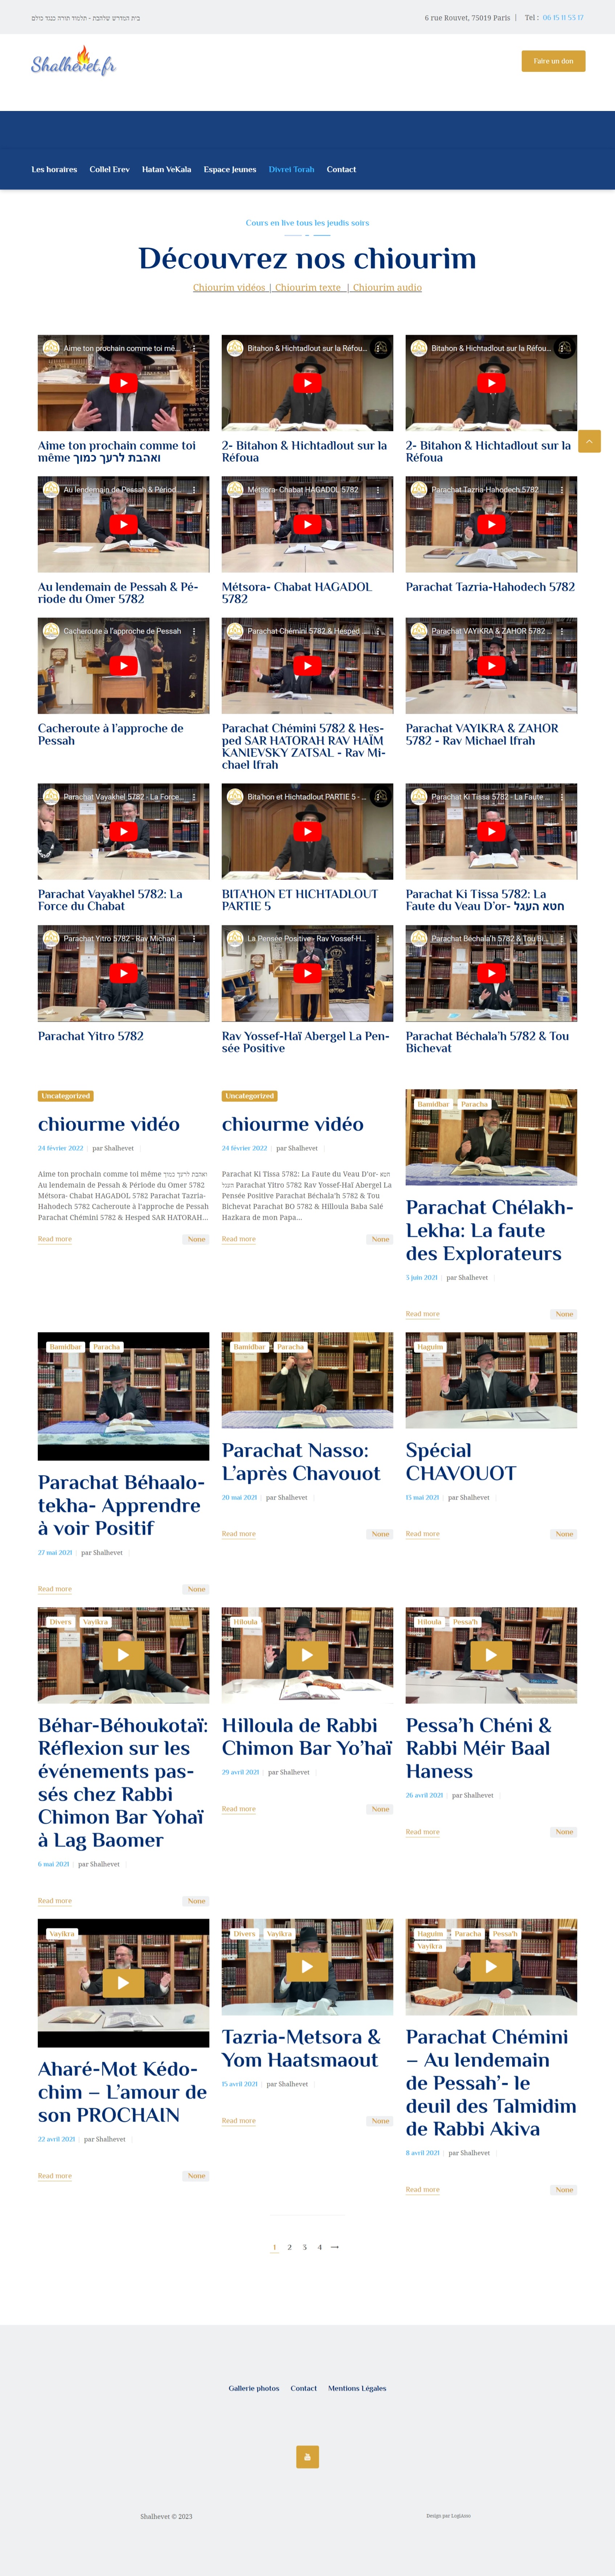 בית המדרש שלהבת - תלמוד תורה כנגד כולם
6 rue Rouvet, 75019 Paris | Tel : 06 15 11 53 17
Shalhevet.fr
Faire un don
Les horaires Collel Erev Hatan VeKala Espace Jeunes Divrei Torah Contact
Cours en live tous les jeudis soirs
Découvrez nos chiourim
Chiourim vidéos | Chiourim texte | Chiourim audio
Aime ton prochain comme toi mê...
Bitahon & Hichtadlout sur la Réfou...
Bitahon & Hichtadlout sur la Réfou...
Aime ton prochain comme toi
même ואהבת לרעך כמוך
2- Bitahon & Hichtadlout sur la
Réfoua
2- Bitahon & Hichtadlout sur la
Réfoua
Au lendemain de Pessah & Périod...
Métsora- Chabat HAGADOL 5782
Parachat Tazria-Hahodech 5782
Au lendemain de Pessah & Pé-
riode du Omer 5782
Métsora- Chabat HAGADOL
5782
Parachat Tazria-Hahodech 5782
Cacheroute à l'approche de Pessah
Parachat Chémini 5782 & Hesped ...
Parachat VAYIKRA & ZAHOR 5782 ...
Cacheroute à l’approche de
Pessah
Parachat Chémini 5782 & Hes-
ped SAR HATORAH RAV HAÏM
KANIEVSKY ZATSAL - Rav Mi-
chael Ifrah
Parachat VAYIKRA & ZAHOR
5782 - Rav Michael Ifrah
Parachat Vayakhel 5782 - La Force...
Bita'hon et Hichtadlout PARTIE 5 - ...
Parachat Ki Tissa 5782 - La Faute ...
Parachat Vayakhel 5782: La
Force du Chabat
BITA'HON ET HICHTADLOUT
PARTIE 5
Parachat Ki Tissa 5782: La
Faute du Veau D’or- חטא העגל
Parachat Yitro 5782 - Rav Michael ...
La Pensée Positive - Rav Yossef-H...
Parachat Béchala'h 5782 & Tou Bi...
Parachat Yitro 5782
Rav Yossef-Haï Abergel La Pen-
sée Positive
Parachat Béchala’h 5782 & Tou
Bichevat
Uncategorized
chiourme vidéo
24 février 2022 par Shalhevet
Aime ton prochain comme toi même ואהבת לרעך כמוך
Au lendemain de Pessah & Période du Omer 5782
Métsora- Chabat HAGADOL 5782 Parachat Tazria-
Hahodech 5782 Cacheroute à l'approche de Pessah
Parachat Chémini 5782 & Hesped SAR HATORAH...
Read more None
Uncategorized
chiourme vidéo
24 février 2022 par Shalhevet
Parachat Ki Tissa 5782: La Faute du Veau D'or- חטא
העגל Parachat Yitro 5782 Rav Yossef-Haï Abergel La
Pensée Positive Parachat Béchala'h 5782 & Tou
Bichevat Parachat BO 5782 & Hilloula Baba Salé
Hazkara de mon Papa...
Read more None
Bamidbar Paracha
Parachat Chélakh-
Lekha: La faute
des Explorateurs
3 juin 2021 par Shalhevet
Read more None
Bamidbar Paracha
Parachat Béhaalo-
tekha- Apprendre
à voir Positif
27 mai 2021 par Shalhevet
Read more None
Bamidbar Paracha
Parachat Nasso:
L’après Chavouot
20 mai 2021 par Shalhevet
Read more None
Haguim
Spécial
CHAVOUOT
13 mai 2021 par Shalhevet
Read more None
Divers Vayikra
Béhar-Béhoukotaï:
Réflexion sur les
événements pas-
sés chez Rabbi
Chimon Bar Yohaï
à Lag Baomer
6 mai 2021 par Shalhevet
Read more None
Hiloula
Hilloula de Rabbi
Chimon Bar Yo’haï
29 avril 2021 par Shalhevet
Read more None
Hiloula Pessa'h
Pessa’h Chéni &
Rabbi Méir Baal
Haness
26 avril 2021 par Shalhevet
Read more None
Vayikra
Aharé-Mot Kédo-
chim – L’amour de
son PROCHAIN
22 avril 2021 par Shalhevet
Read more None
Divers Vayikra
Tazria-Metsora &
Yom Haatsmaout
15 avril 2021 par Shalhevet
Read more None
Haguim Paracha Pessa'h
Vayikra
Parachat Chémini
– Au lendemain
de Pessah’- le
deuil des Talmidim
de Rabbi Akiva
8 avril 2021 par Shalhevet
Read more None
1 2 3 4 →
Gallerie photos Contact Mentions Légales
Shalhevet © 2023
Design par LogiAsso